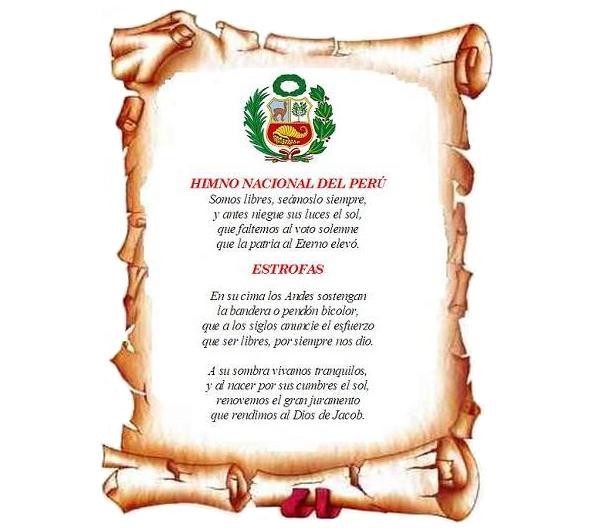 HIMNO NACIONAL DEL PERÚ
Somos libres, seámoslo siempre,
y antes niegue sus luces el sol,
que faltemos al voto solemne
que la patria al Eterno elevó.
ESTROFAS
En su cima los Andes sostengan
la bandera o pendón bicolor,
que a los siglos anuncie el esfuerzo
que ser libres, por siempre nos dio.
A su sombra vivamos tranquilos,
y al nacer por sus cumbres el sol,
renovemos el gran juramento
que rendimos al Dios de Jacob.